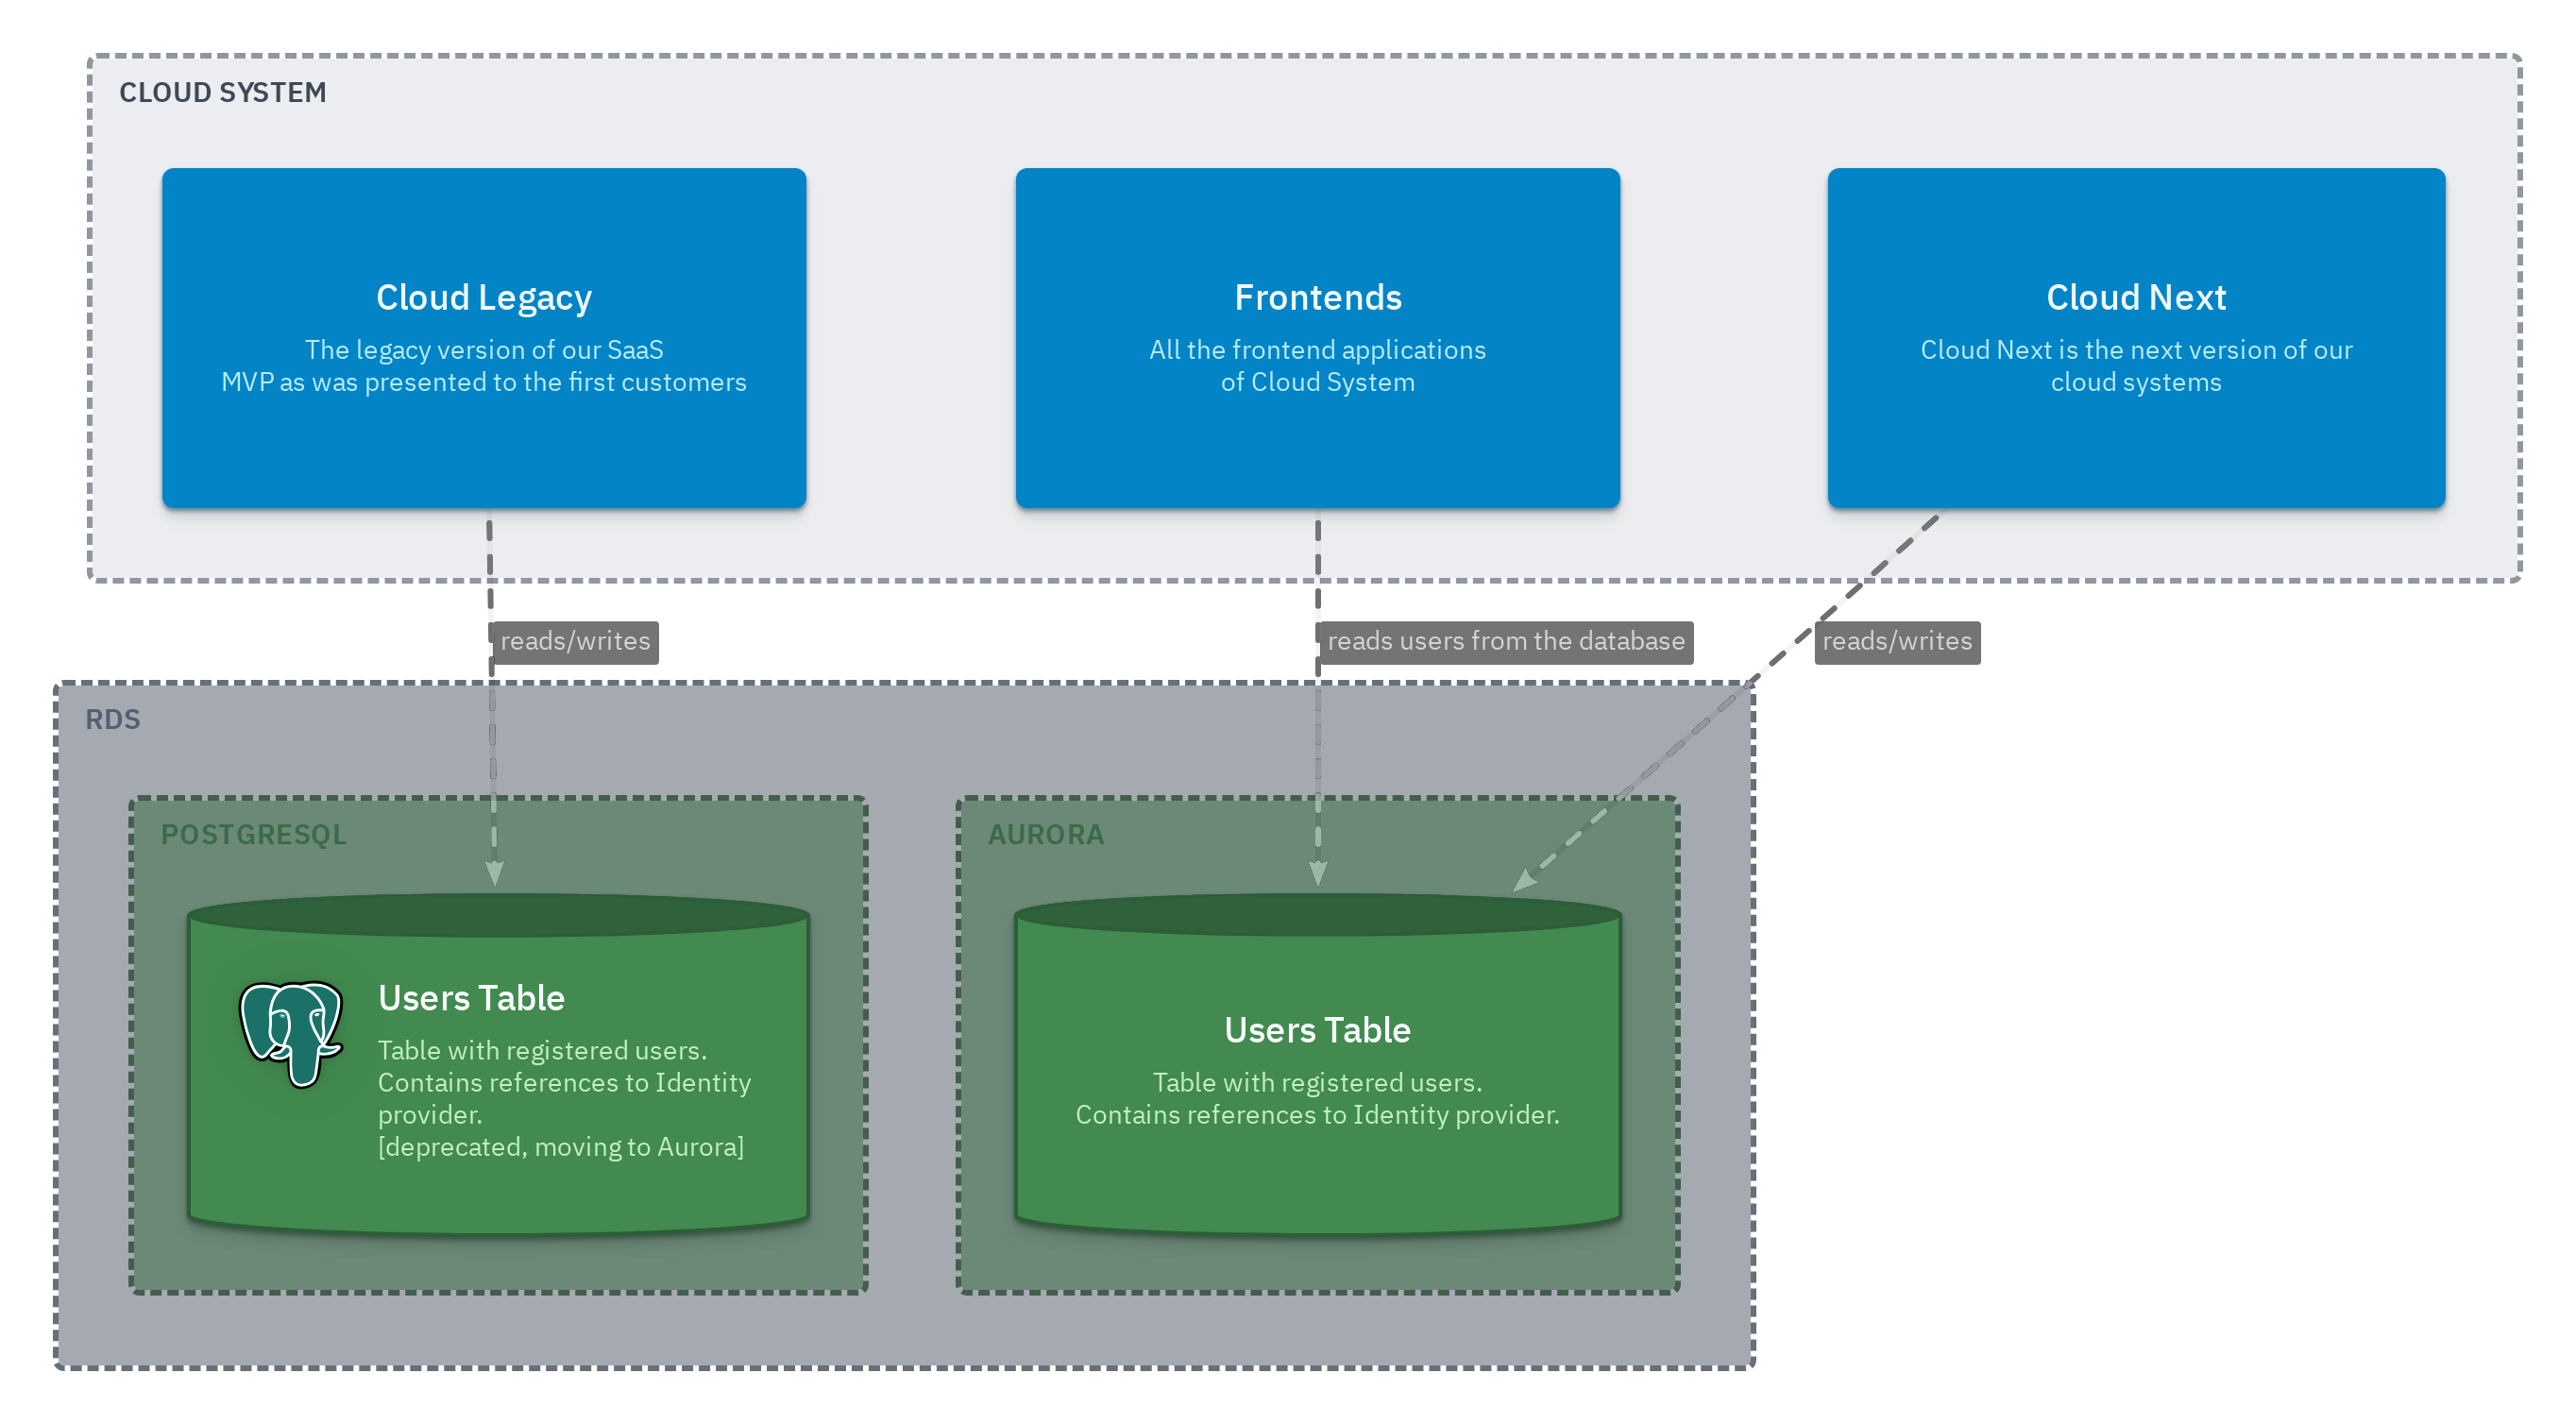 CLOUD SYSTEM
Cloud Legacy
The legacy version of our SaaS
MVP as was presented to the first customers
Frontends
All the frontend applications
of Cloud System
Cloud Next
Cloud Next is the next version of our
cloud systems
reads/writes
reads users from the database
reads/writes
RDS
POSTGRESQL
Users Table
Table with registered users.
Contains references to Identity
provider.
[deprecated, moving to Aurora]
AURORA
Users Table
Table with registered users.
Contains references to Identity provider.